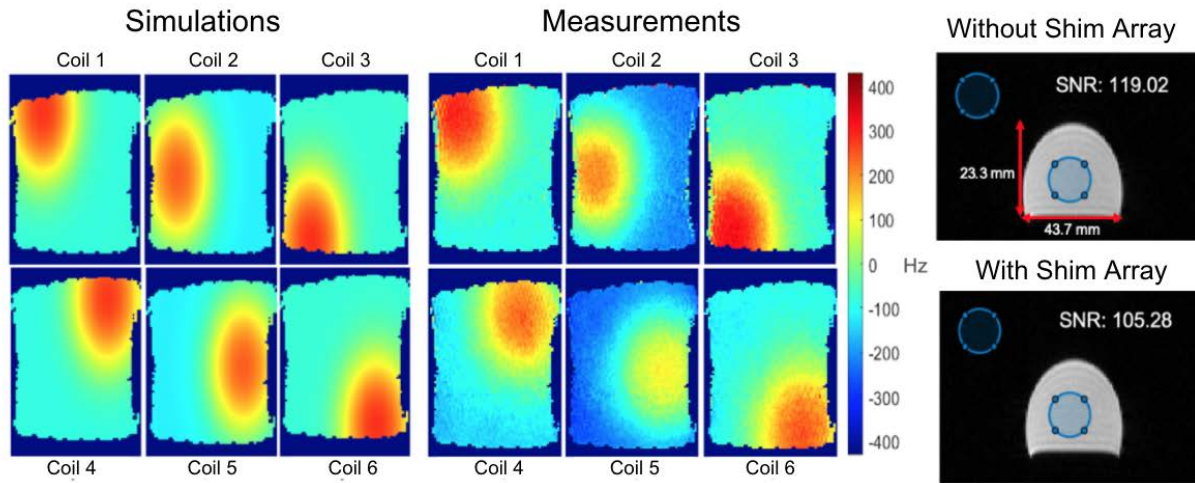 Simulations
Coil 1 Coil 2 Coil 3
Coil 4 Coil 5 Coil 6
Measurements
Coil 1 Coil 2 Coil 3
Coil 4 Coil 5 Coil 6
400
300
200
100
0 Hz
-100
-200
-300
-400
Without Shim Array
SNR: 119.02
23.3 mm
43.7 mm
With Shim Array
SNR: 105.28